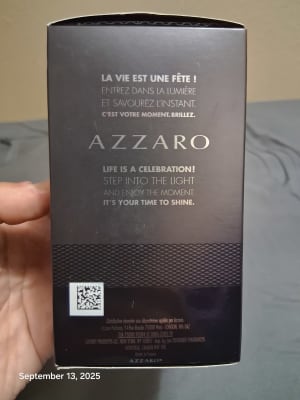 LA VIE EST UNE FÊTE !
ENTREZ DANS LA LUMIÈRE
ET SAVOUREZ L'INSTANT.
C'EST VOTRE MOMENT. BRILLEZ.
AZZARO
LIFE IS A CELEBRATION!
STEP INTO THE LIGHT
AND ENJOY THE MOMENT.
IT'S YOUR TIME TO SHINE.
AZZARO
September 13, 2025